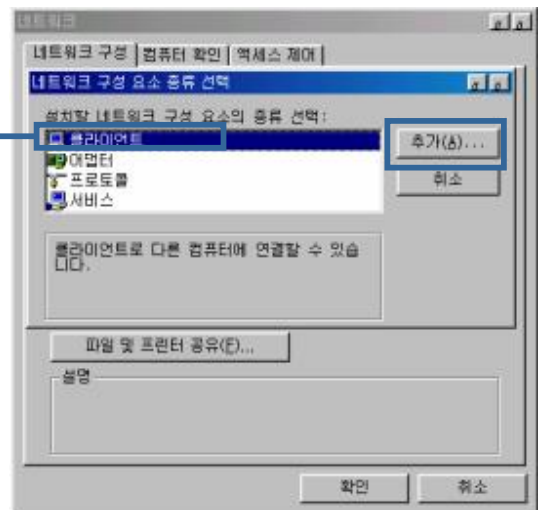 네트워크
네트워크 구성 컴퓨터 확인 액세스 제어
네트워크 구성 요소 종류 선택
설치할 네트워크 구성 요소의 종류 선택:
클라이언트
어댑터
프로토콜
서비스
추가(A)...
취소
클라이언트로 다른 컴퓨터에 연결할 수 있습
니다.
파일 및 프린터 공유(F)...
설명
확인 취소